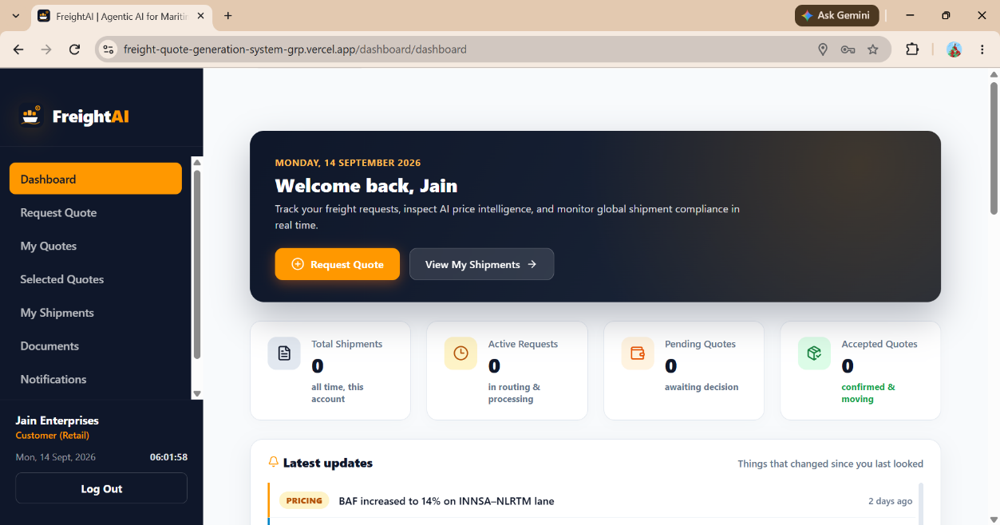 FreightAI | Agentic AI for Mariti
Ask Gemini
freight-quote-generation-system-grp.vercel.app/dashboard/dashboard
FreightAI
Dashboard
Request Quote
My Quotes
Selected Quotes
My Shipments
Documents
Notifications
Jain Enterprises
Customer (Retail)
Mon, 14 Sept, 2026 06:01:58
Log Out
MONDAY, 14 SEPTEMBER 2026
Welcome back, Jain
Track your freight requests, inspect AI price intelligence, and monitor global shipment compliance in
real time.
Request Quote
View My Shipments →
Total Shipments
0
all time, this
account
Active Requests
0
in routing &
processing
Pending Quotes
0
awaiting decision
Accepted Quotes
0
confirmed &
moving
Latest updates
Things that changed since you last looked
PRICING BAF increased to 14% on INNSA–NLRTM lane 2 days ago